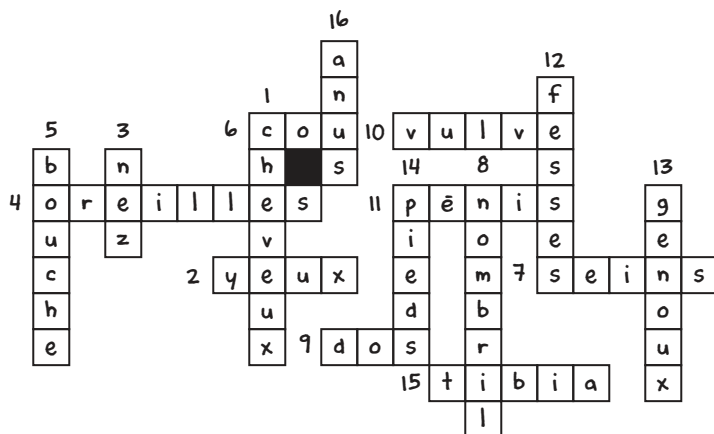 16
a 12
1 n f
5 3 6 c o u 10 v u l v e
b n h s 14 8 s 13
4 o r e i l l e s 11 p ē n i s g
u z v i o e e
c 2 y e u x e m 7 s e i n s
h u d b o
e x 9 d o s r u
15 t i b i a x
l